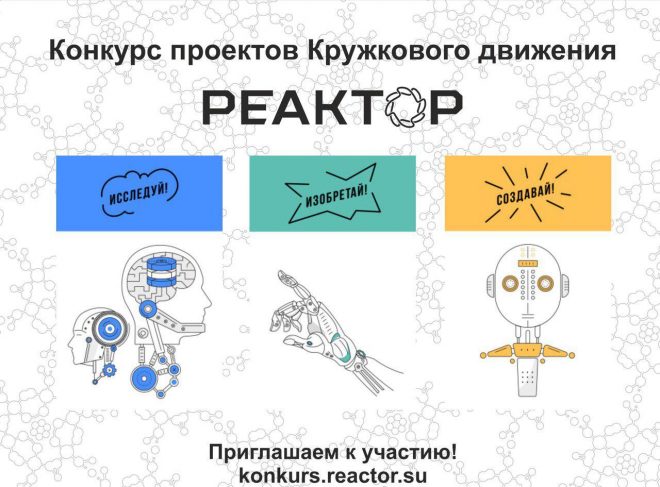 Конкурс проектов Кружкового движения
РЕАКТОР
ИССЛЕДУЙ!
ИЗОБРЕТАЙ!
СОЗДАВАЙ!
Приглашаем к участию!
konkurs.reactor.su